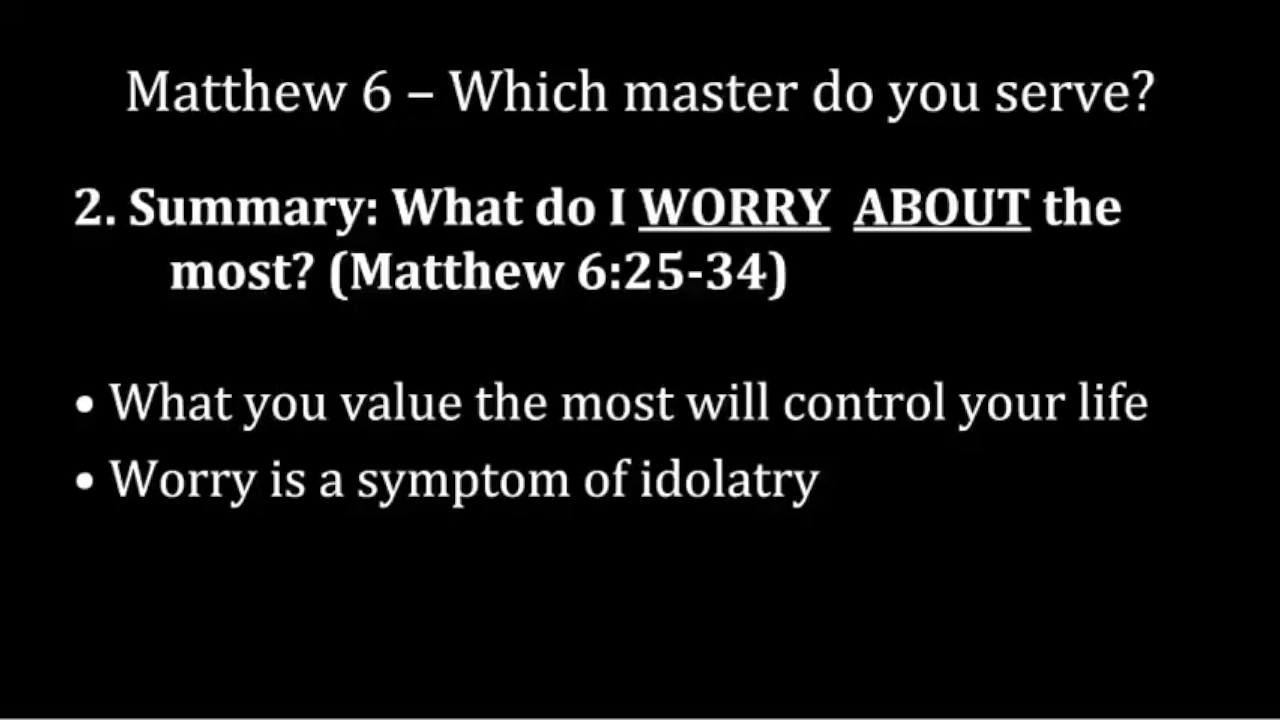 Matthew 6 – Which master do you serve?
2. Summary: What do I WORRY ABOUT the
most? (Matthew 6:25-34)
• What you value the most will control your life
• Worry is a symptom of idolatry